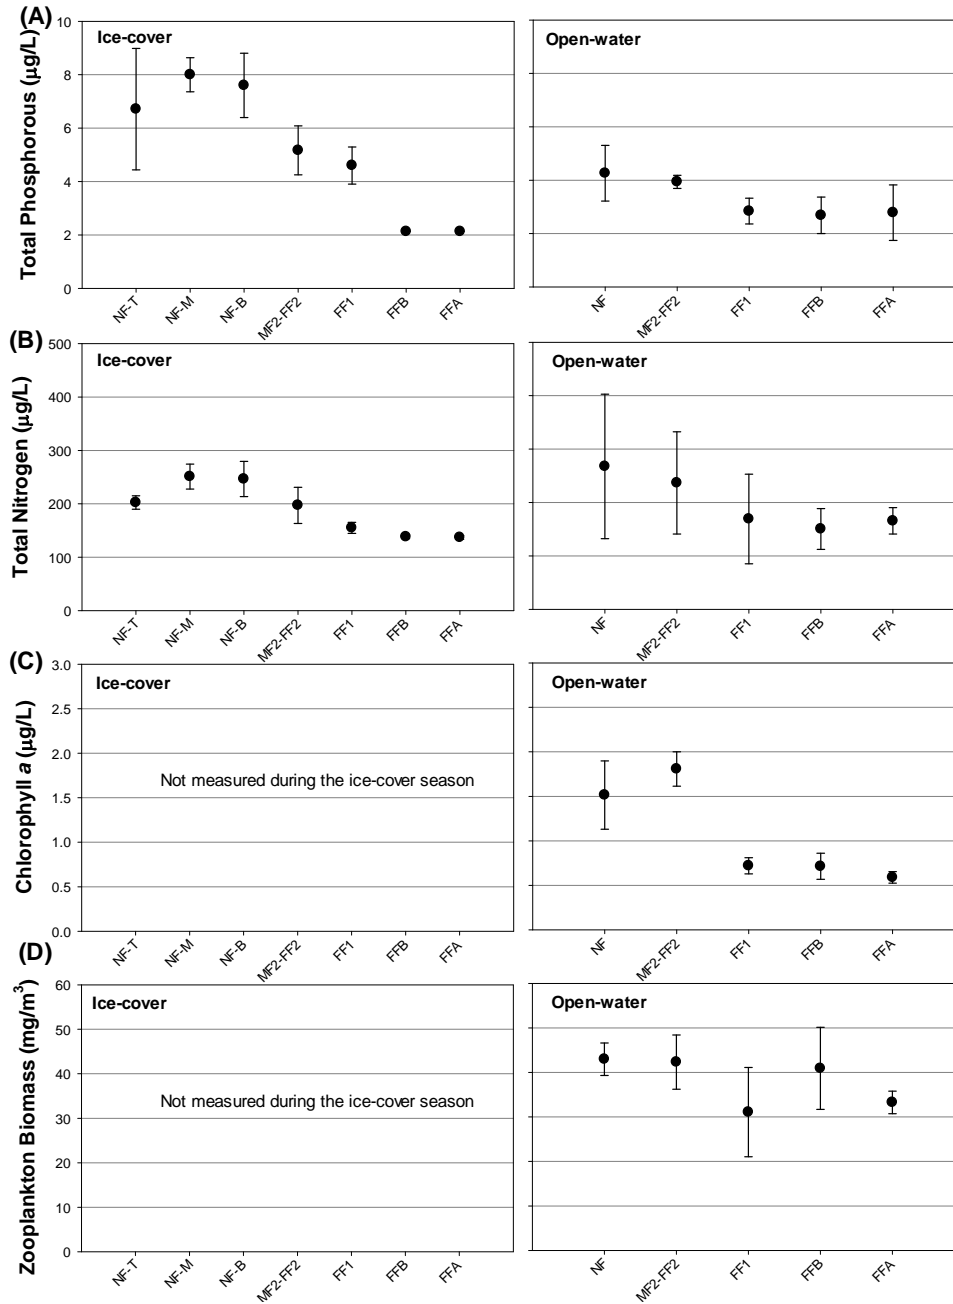 (A)
Total Phosphorous (µg/L)
10
8
6
4
2
0
Ice-cover
NF-T
NF-M
NF-B
MF2-FF2
FF1
FFB
FFA
Open-water
NF
MF2-FF2
FF1
FFB
FFA
(B)
Total Nitrogen (µg/L)
500
400
300
200
100
0
Ice-cover
NF-T
NF-M
NF-B
MF2-FF2
FF1
FFB
FFA
Open-water
NF
MF2-FF2
FF1
FFB
FFA
(C)
Chlorophyll a (µg/L)
3.0
2.5
2.0
1.5
1.0
0.5
0.0
Ice-cover
Not measured during the ice-cover season
NF-T
NF-M
NF-B
MF2-FF2
FF1
FFB
FFA
Open-water
NF
MF2-FF2
FF1
FFB
FFA
(D)
Zooplankton Biomass (mg/m³)
60
50
40
30
20
10
0
Ice-cover
Not measured during the ice-cover season
NF-T
NF-M
NF-B
MF2-FF2
FF1
FFB
FFA
Open-water
NF
MF2-FF2
FF1
FFB
FFA